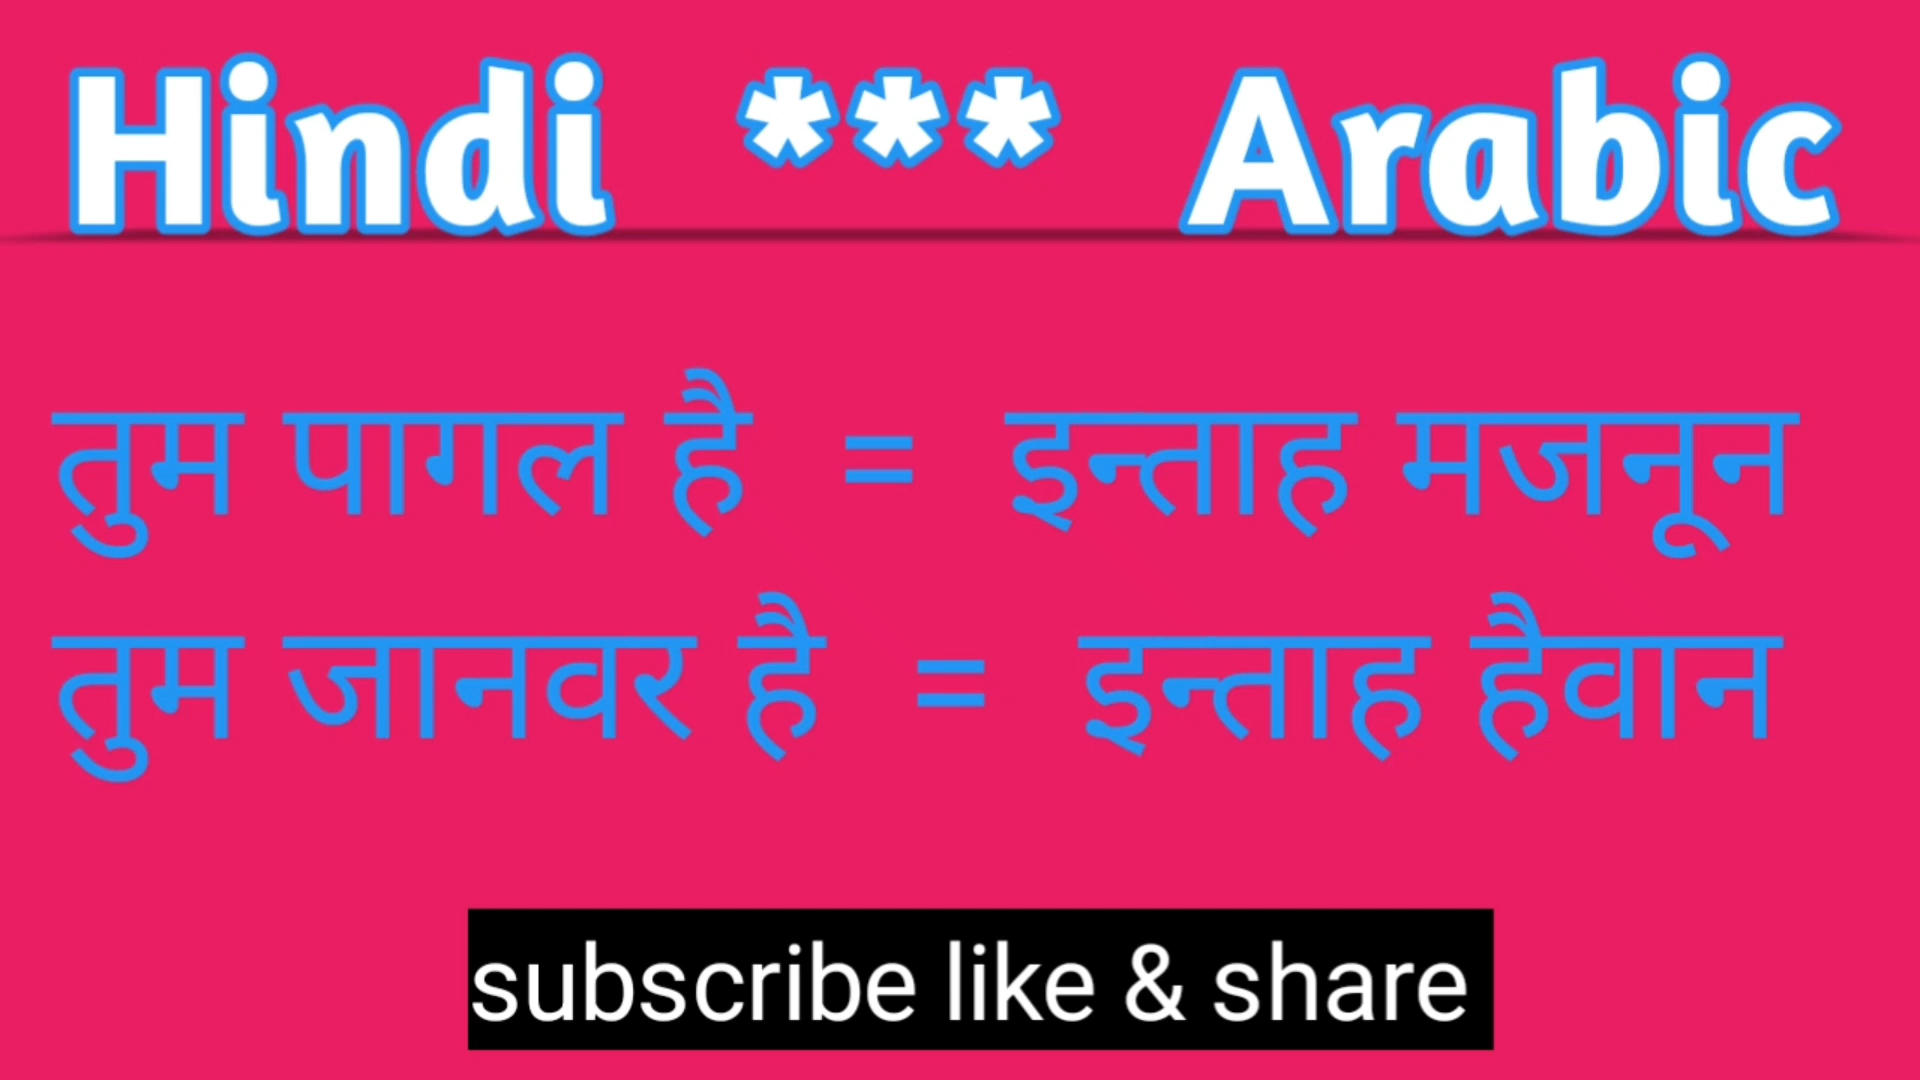 Hindi *** Arabic
तुम पागल है = इन्ताह मजनून
तुम जानवर है = इन्ताह हैवान
subscribe like & share